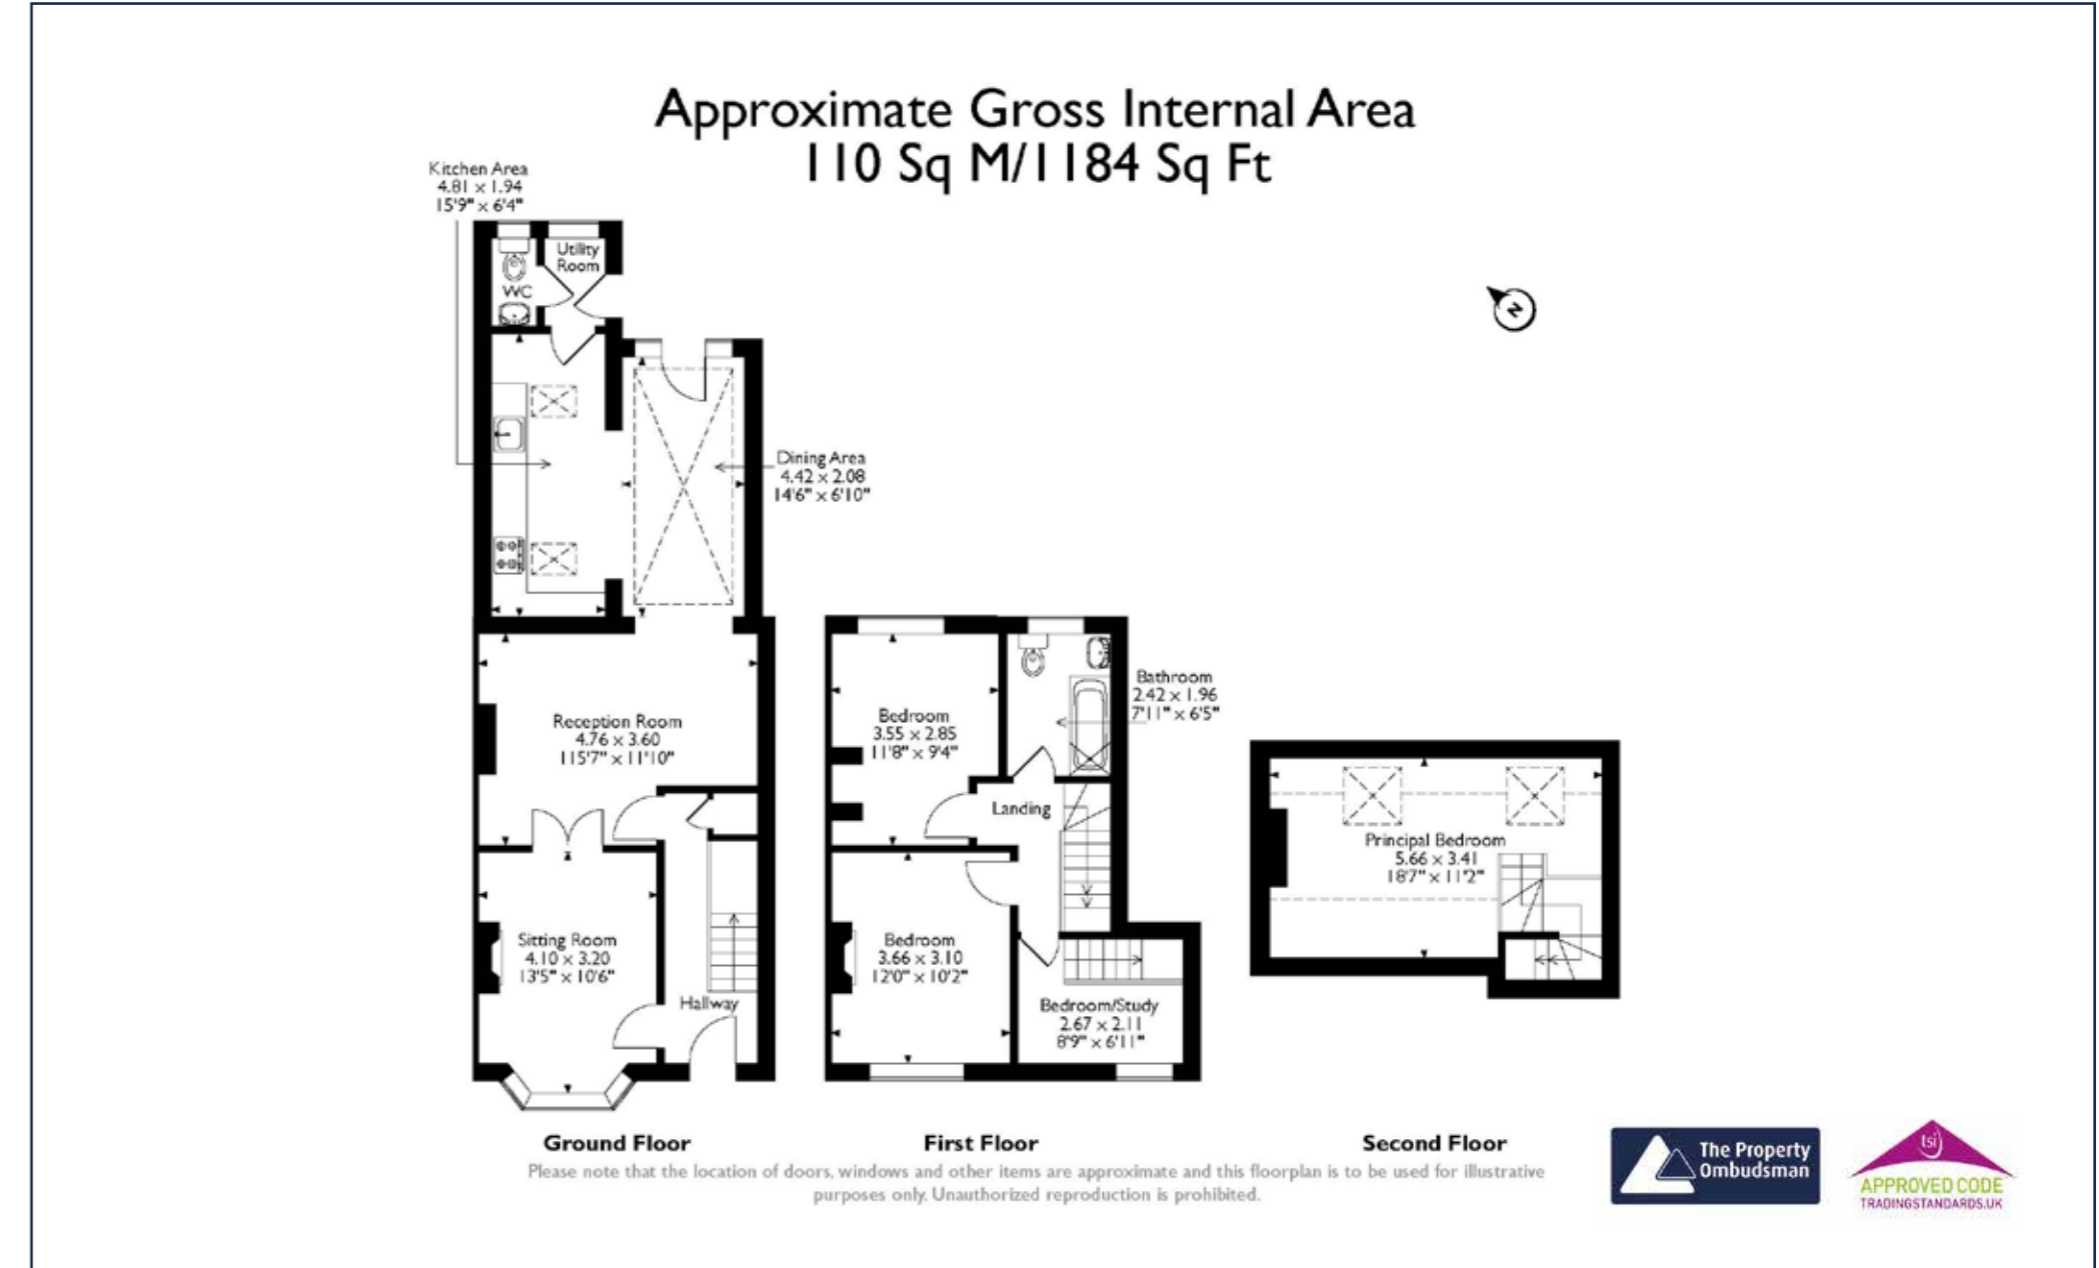 Approximate Gross Internal Area
110 Sq M/1184 Sq Ft
Kitchen Area
4.81 x 1.94
15'9" x 6'4"
Utility
Room
WC
N
Dining Area
4.42 x 2.08
14'6" x 6'10"
Reception Room
4.76 x 3.60
115'7" x 11'10"
Sitting Room
4.10 x 3.20
13'5" x 10'6"
Hallway
Bedroom
3.55 x 2.85
11'8" x 9'4"
Bathroom
2.42 x 1.96
7'11" x 6'5"
Landing
Bedroom
3.66 x 3.10
12'0" x 10'2"
Bedroom/Study
2.67 x 2.11
8'9" x 6'11"
Principal Bedroom
5.66 x 3.41
18'7" x 11'2"
Ground Floor
First Floor
Second Floor
Please note that the location of doors, windows and other items are approximate and this floorplan is to be used for illustrative
purposes only. Unauthorized reproduction is prohibited.
The Property
Ombudsman
tsi
APPROVED CODE
TRADINGSTANDARDS.UK